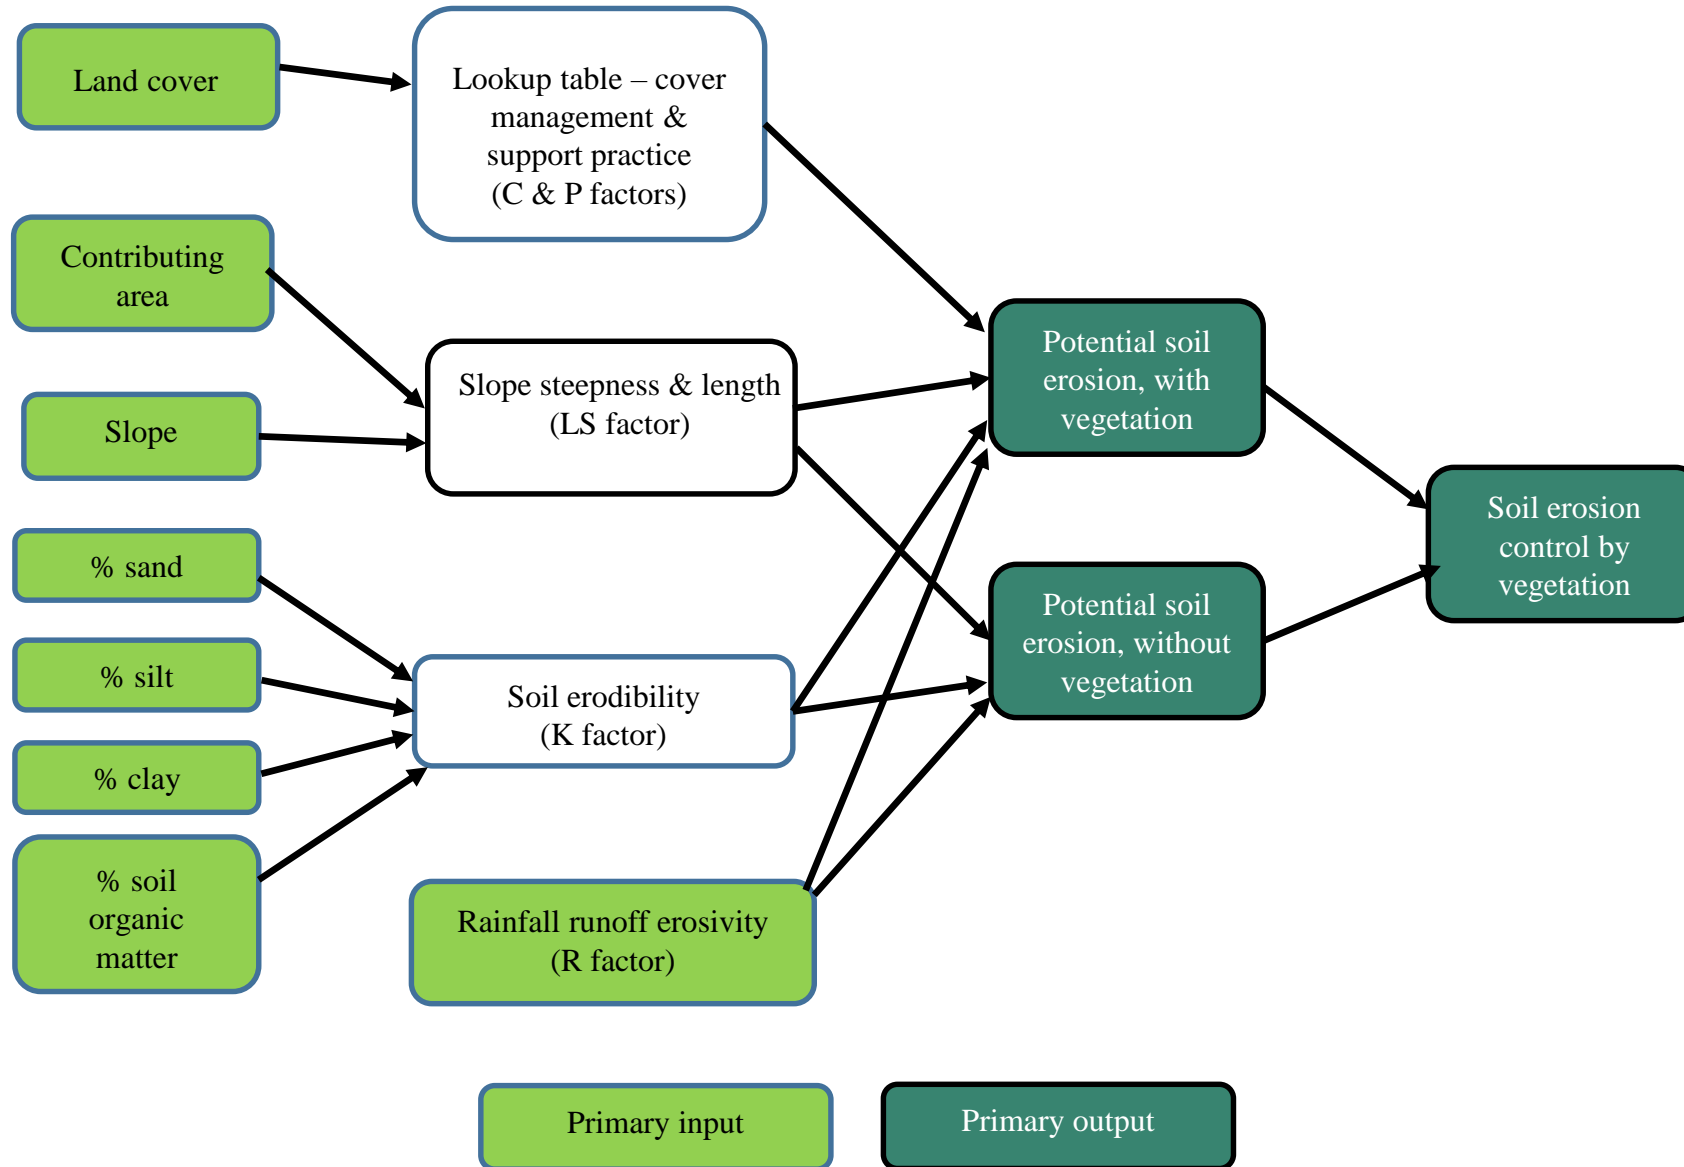 Land cover
Lookup table – cover
management &
support practice
(C & P factors)
Contributing
area
Slope steepness & length
(LS factor)
Slope
Potential soil
erosion, with
vegetation
Soil erosion
control by
vegetation
% sand
% silt
% clay
% soil
organic
matter
Soil erodibility
(K factor)
Potential soil
erosion, without
vegetation
Rainfall runoff erosivity
(R factor)
Primary input
Primary output